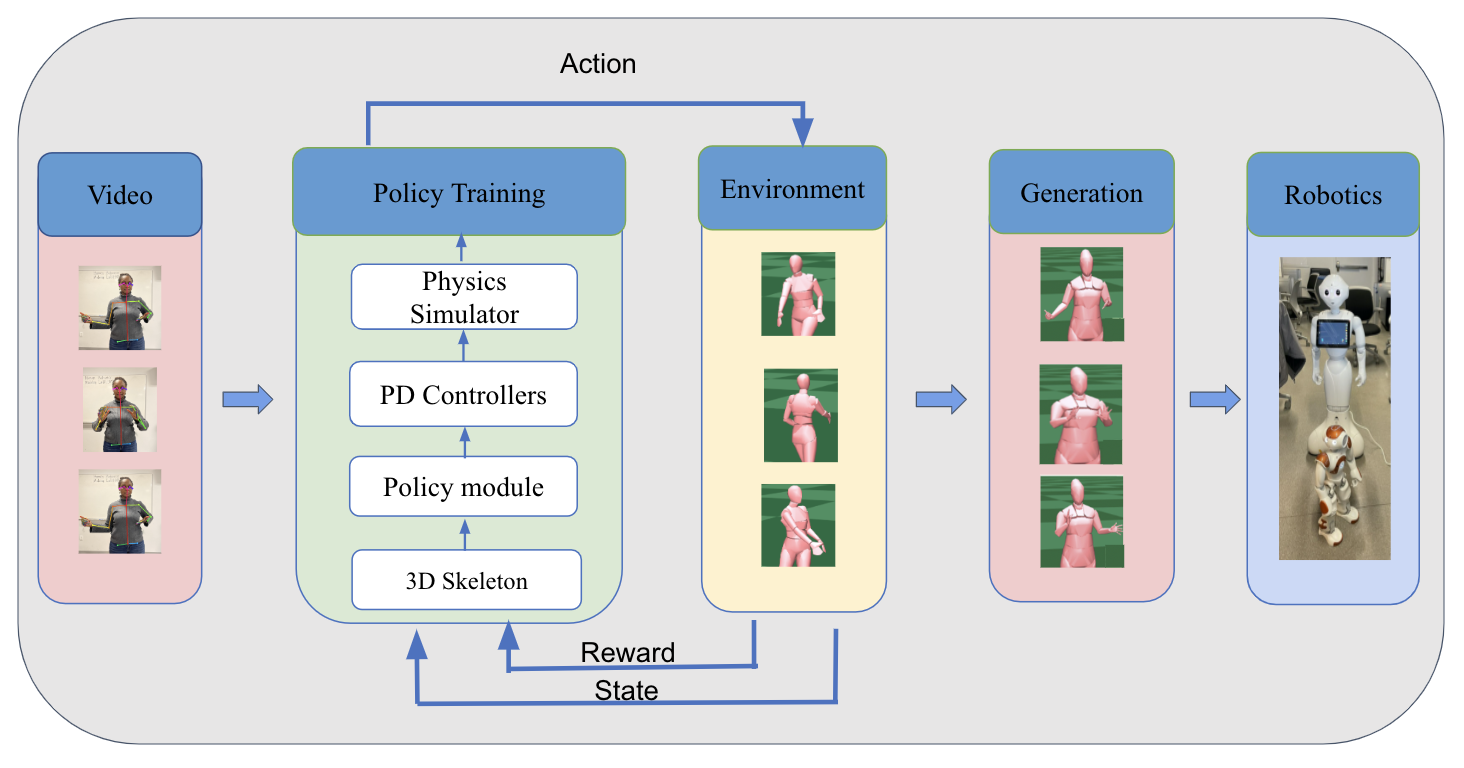 Action
Video
Policy Training
Environment
Generation
Robotics
Physics
Simulator
PD Controllers
Policy module
3D Skeleton
Reward
State